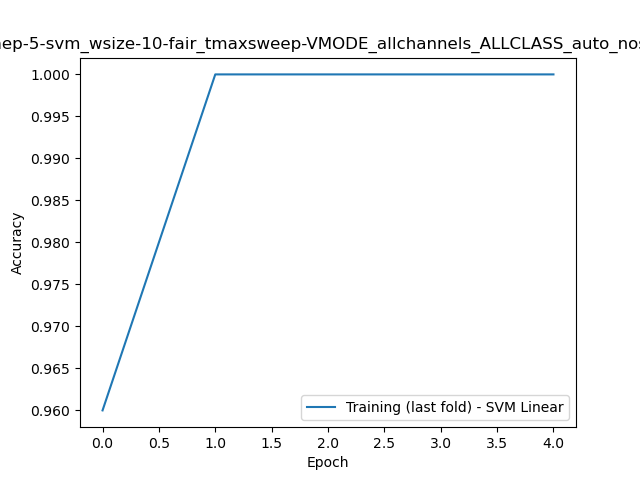 ep-5-svm_wsize-10-fair_tmaxsweep-VMODE_allchannels_ALLCLASS_auto_nos
1.000
0.995
0.990
0.985
0.980
0.975
0.970
0.965
0.960
Accuracy
Training (last fold) - SVM Linear
0.0 0.5 1.0 1.5 2.0 2.5 3.0 3.5 4.0
Epoch